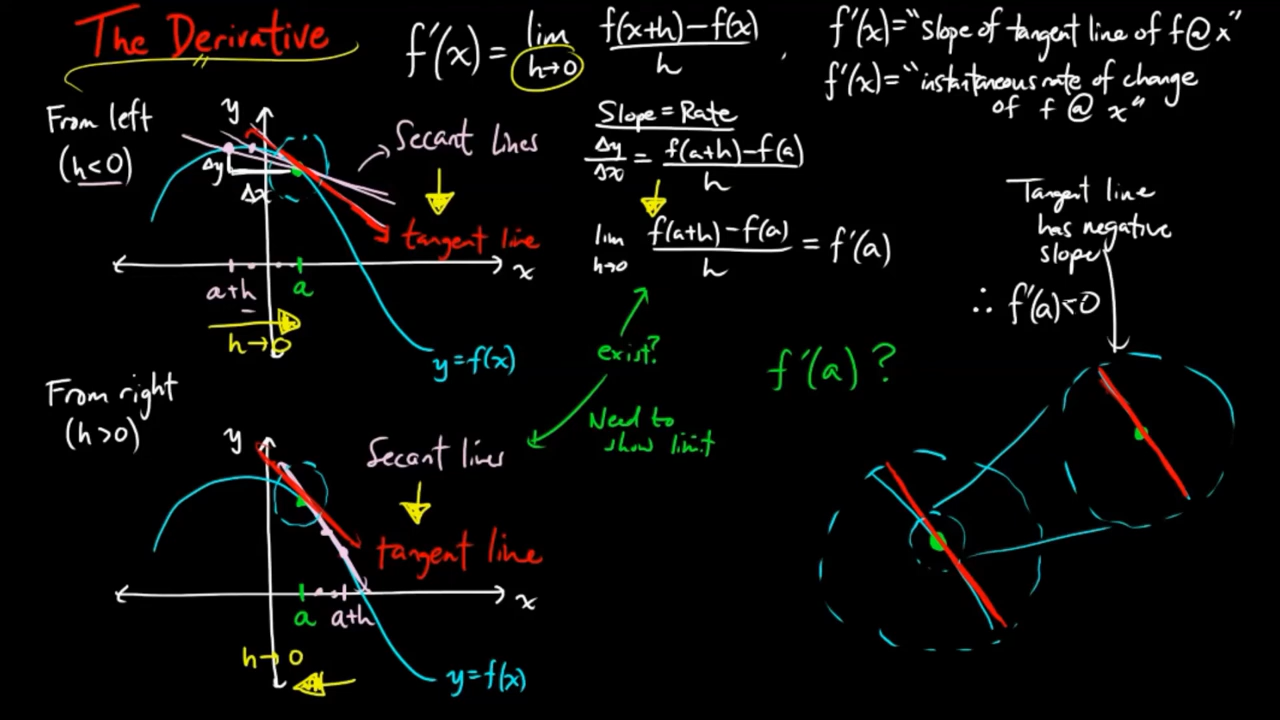 The Derivative
f'(x) = lim h→0 f(x+h)-f(x) / h ,
f'(x)="slope of tangent line of f@x"
f'(x)="instantaneous rate of change
of f @ x"
From left
(h<0)
y
Δy
Δx
Secant lines
tangent line
x
a+h
a
h→0
y=f(x)
Slope = Rate
Δy/Δx = f(a+h)-f(a) / h
lim h→0 f(a+h)-f(a) / h = f'(a)
exist?
Need to
show limit
Tangent line
has negative
slope
∴ f'(a)<0
f'(a)?
From right
(h>0)
y
Secant lines
tangent line
x
a
a+h
h→0
y=f(x)